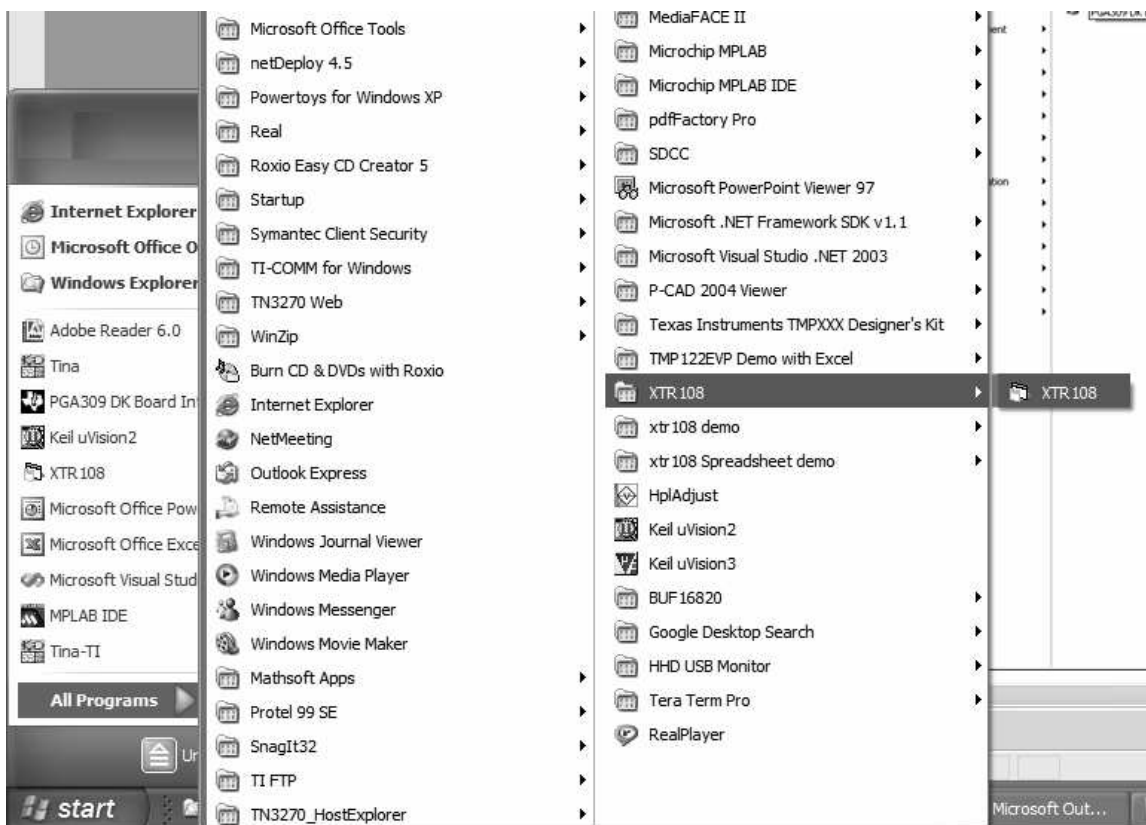 Internet Explorer
Microsoft Office O
Windows Explorer
Adobe Reader 6.0
Tina
PGA309 DK Board In
Keil uVision2
XTR108
Microsoft Office Pow
Microsoft Office Exce
Microsoft Visual Stud
MPLAB IDE
Tina-TI
All Programs
start
Microsoft Office Tools
netDeploy 4.5
Powertoys for Windows XP
Real
Roxio Easy CD Creator 5
Startup
Symantec Client Security
TI-COMM for Windows
TN3270 Web
WinZip
Burn CD & DVDs with Roxio
Internet Explorer
NetMeeting
Outlook Express
Remote Assistance
Windows Journal Viewer
Windows Media Player
Windows Messenger
Windows Movie Maker
Mathsoft Apps
Protel 99 SE
SnagIt32
TI FTP
TN3270_HostExplorer
MediaFACE II
Microchip MPLAB
Microchip MPLAB IDE
pdfFactory Pro
SDCC
Microsoft PowerPoint Viewer 97
Microsoft .NET Framework SDK v1.1
Microsoft Visual Studio .NET 2003
P-CAD 2004 Viewer
Texas Instruments TMPXXX Designer's Kit
TMP122EVP Demo with Excel
XTR108
xtr108 demo
xtr108 Spreadsheet demo
HplAdjust
Keil uVision2
Keil uVision3
BUF16820
Google Desktop Search
HHD USB Monitor
Tera Term Pro
RealPlayer
XTR108
Microsoft Out...